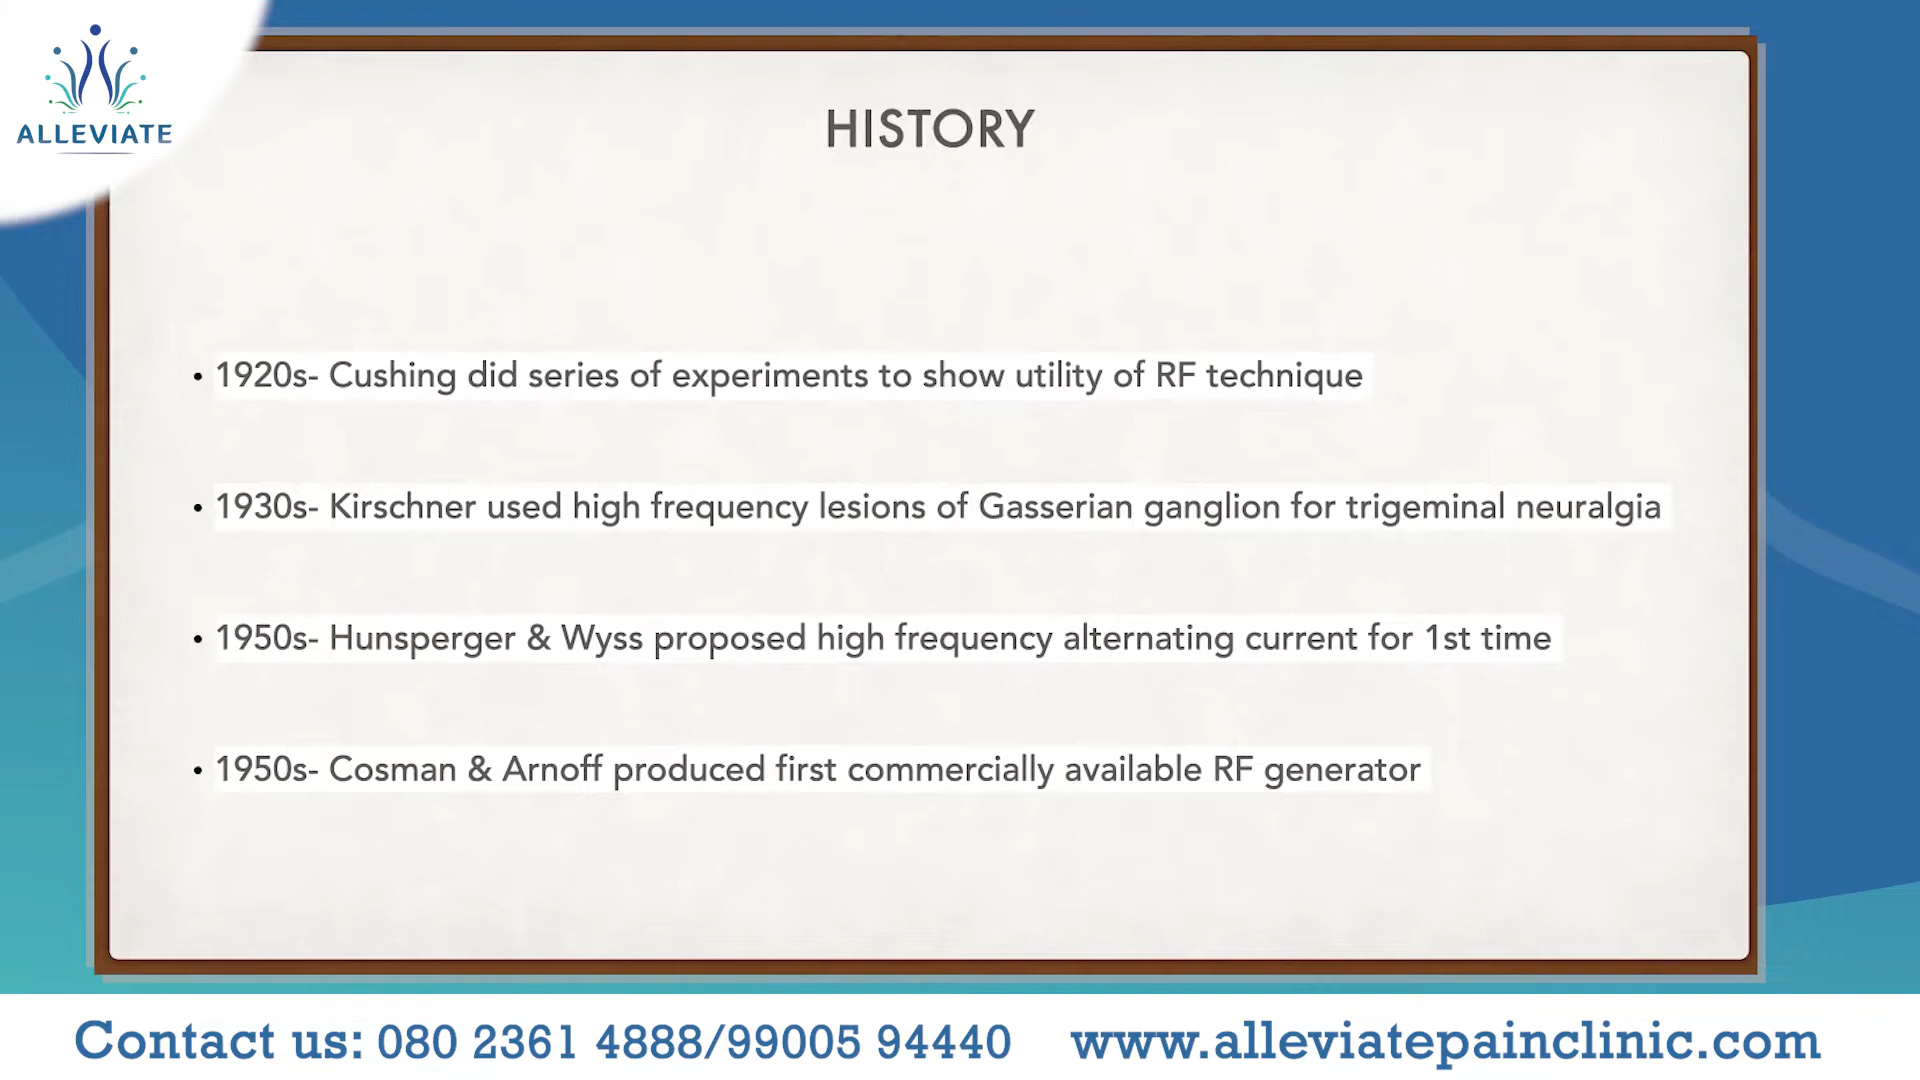 ALLEVIATE
HISTORY
• 1920s- Cushing did series of experiments to show utility of RF technique
• 1930s- Kirschner used high frequency lesions of Gasserian ganglion for trigeminal neuralgia
• 1950s- Hunsperger & Wyss proposed high frequency alternating current for 1st time
• 1950s- Cosman & Arnoff produced first commercially available RF generator
Contact us: 080 2361 4888/99005 94440 www.alleviatepainclinic.com